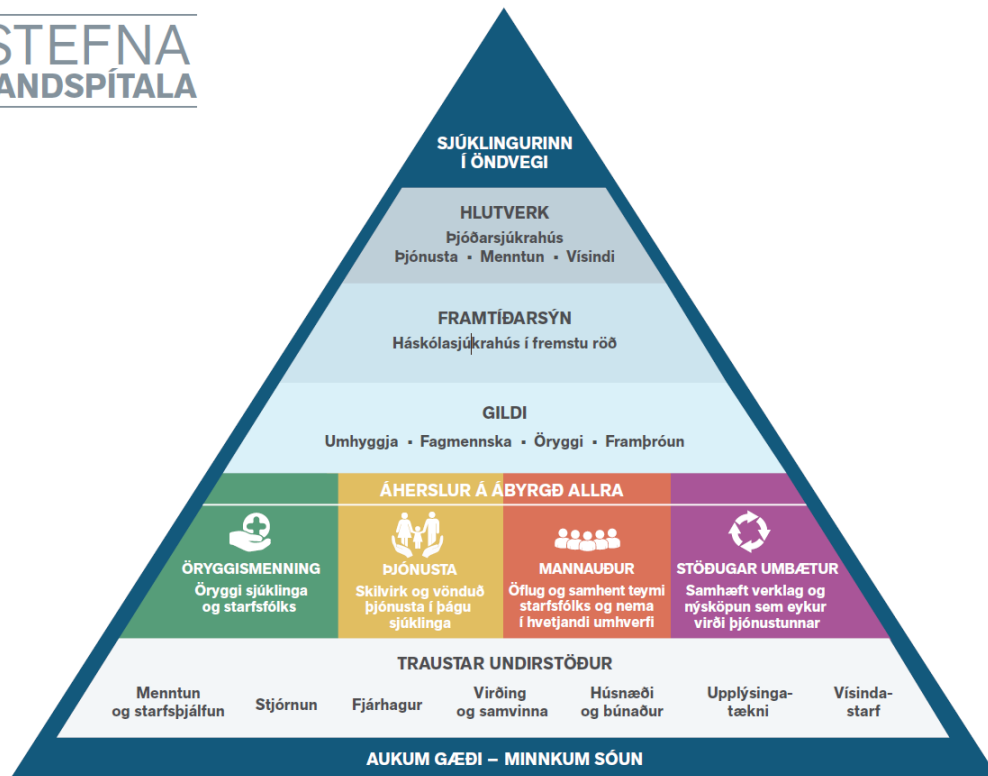 STEFNA
ANDSPÍTALA
SJÚKLINGURINN
Í ÖNDVEGI
HLUTVERK
Þjóðarsjúkrahús
Þjónusta ▪ Menntun ▪ Vísindi
FRAMTÍÐARSÝN
Háskólasjúkrahús í fremstu röð
GILDI
Umhyggja ▪ Fagmennska ▪ Öryggi ▪ Framþróun
ÁHERSLUR Á ÁBYRGÐ ALLRA
ÖRYGGISMENNING
Öryggi sjúklinga
og starfsfólks
ÞJÓNUSTA
Skilvirk og vönduð
þjónusta í þágu
sjúklinga
MANNAUÐUR
Öflug og samhent teymi
starfsfólks og nema
í hvetjandi umhverfi
STÖÐUGAR UMBÆTUR
Samhæft verklag og
nýsköpun sem eykur
virði þjónustunnar
TRAUSTAR UNDIRSTÖÐUR
Menntun
og starfsþjálfun
Stjórnun
Fjárhagur
Virðing
og samvinna
Húsnæði
og búnaður
Upplýsinga-
tækni
Vísinda-
starf
AUKUM GÆÐI – MINNKUM SÓUN